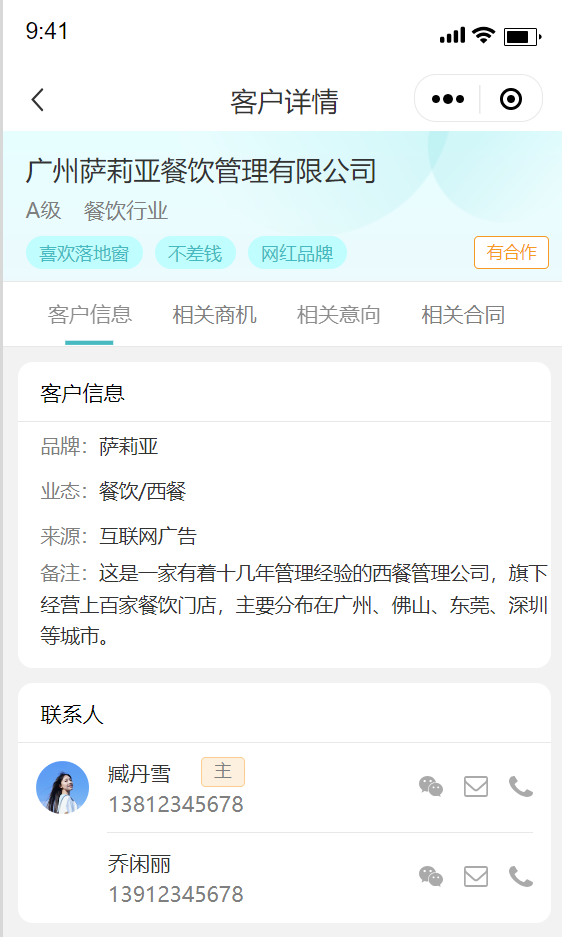 9:41
客户详情
广州萨莉亚餐饮管理有限公司
A级 餐饮行业
喜欢落地窗 不差钱 网红品牌 有合作
客户信息 相关商机 相关意向 相关合同
客户信息
品牌：萨莉亚
业态：餐饮/西餐
来源：互联网广告
备注：这是一家有着十几年管理经验的西餐管理公司，旗下
经营上百家餐饮门店，主要分布在广州、佛山、东莞、深圳
等城市。
联系人
臧丹雪 主
13812345678
乔闲丽
13912345678